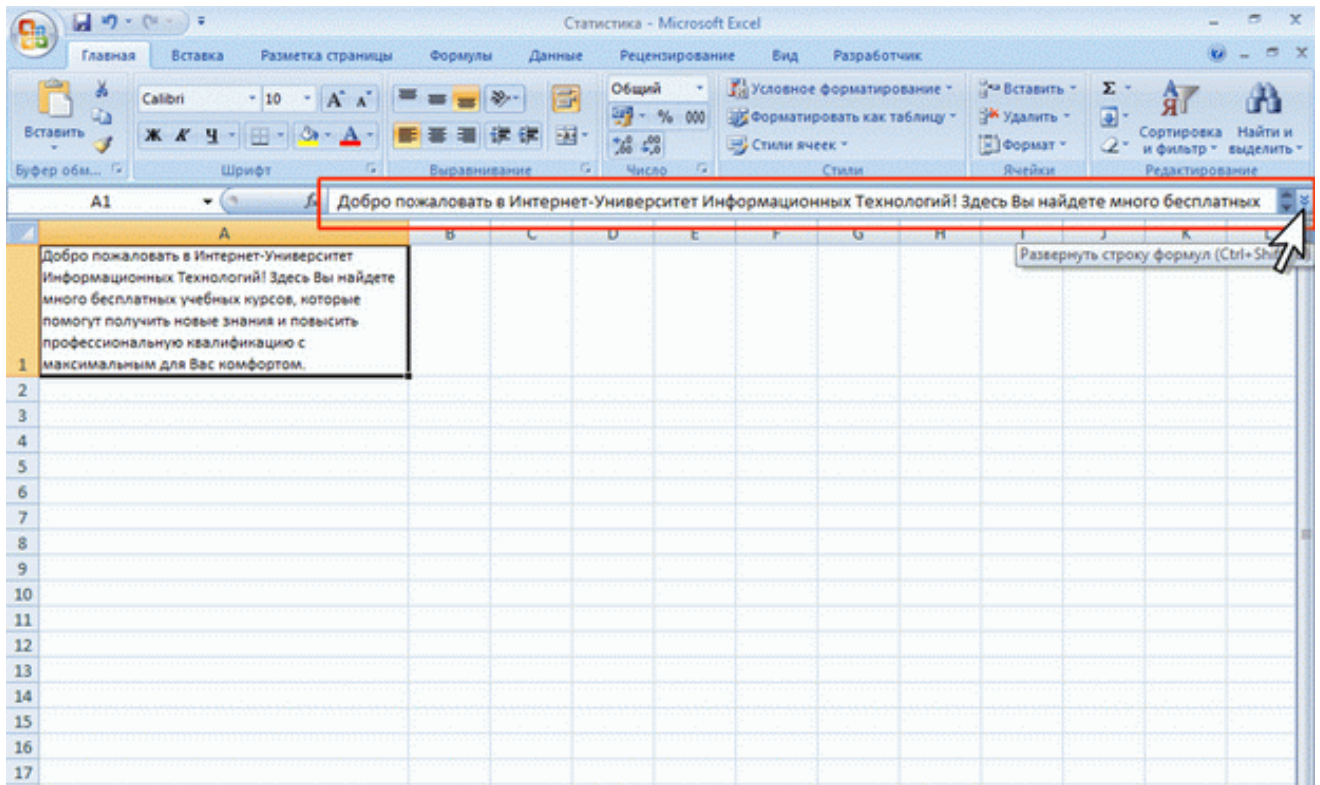 Статистика - Microsoft Excel
Главная Вставка Разметка страницы Формулы Данные Рецензирование Вид Разработчик
Calibri 10 Общий Условное форматирование Вставить Σ
Вставить Ж К Ч % 000 Форматировать как таблицу Удалить Сортировка и фильтр Найти и выделить
Стили ячеек Формат
Буфер обм... Шрифт Выравнивание Число Стили Ячейки Редактирование
A1 Добро пожаловать в Интернет-Университет Информационных Технологий! Здесь Вы найдете много бесплатных
A B C D E F G H I J K L
Развернуть строку формул (Ctrl+Shi
Добро пожаловать в Интернет-Университет
Информационных Технологий! Здесь Вы найдете
много бесплатных учебных курсов, которые
помогут получить новые знания и повысить
профессиональную квалификацию с
1 максимальным для Вас комфортом.
2
3
4
5
6
7
8
9
10
11
12
13
14
15
16
17